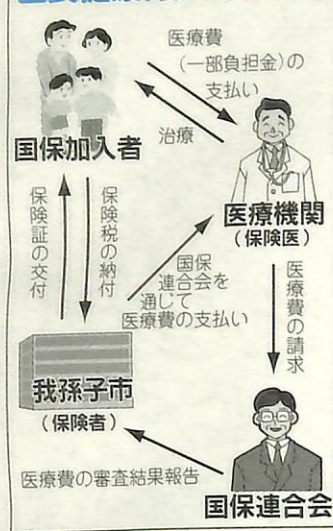 医療費
(一部負担金)の
支払い
治療
国保加入者
医療機関
(保険医)
保険証の交付
保険税の納付
国保
連合会を
通じて
医療費の支払い
医療費の請求
我孫子市
(保険者)
医療費の審査結果報告
国保連合会